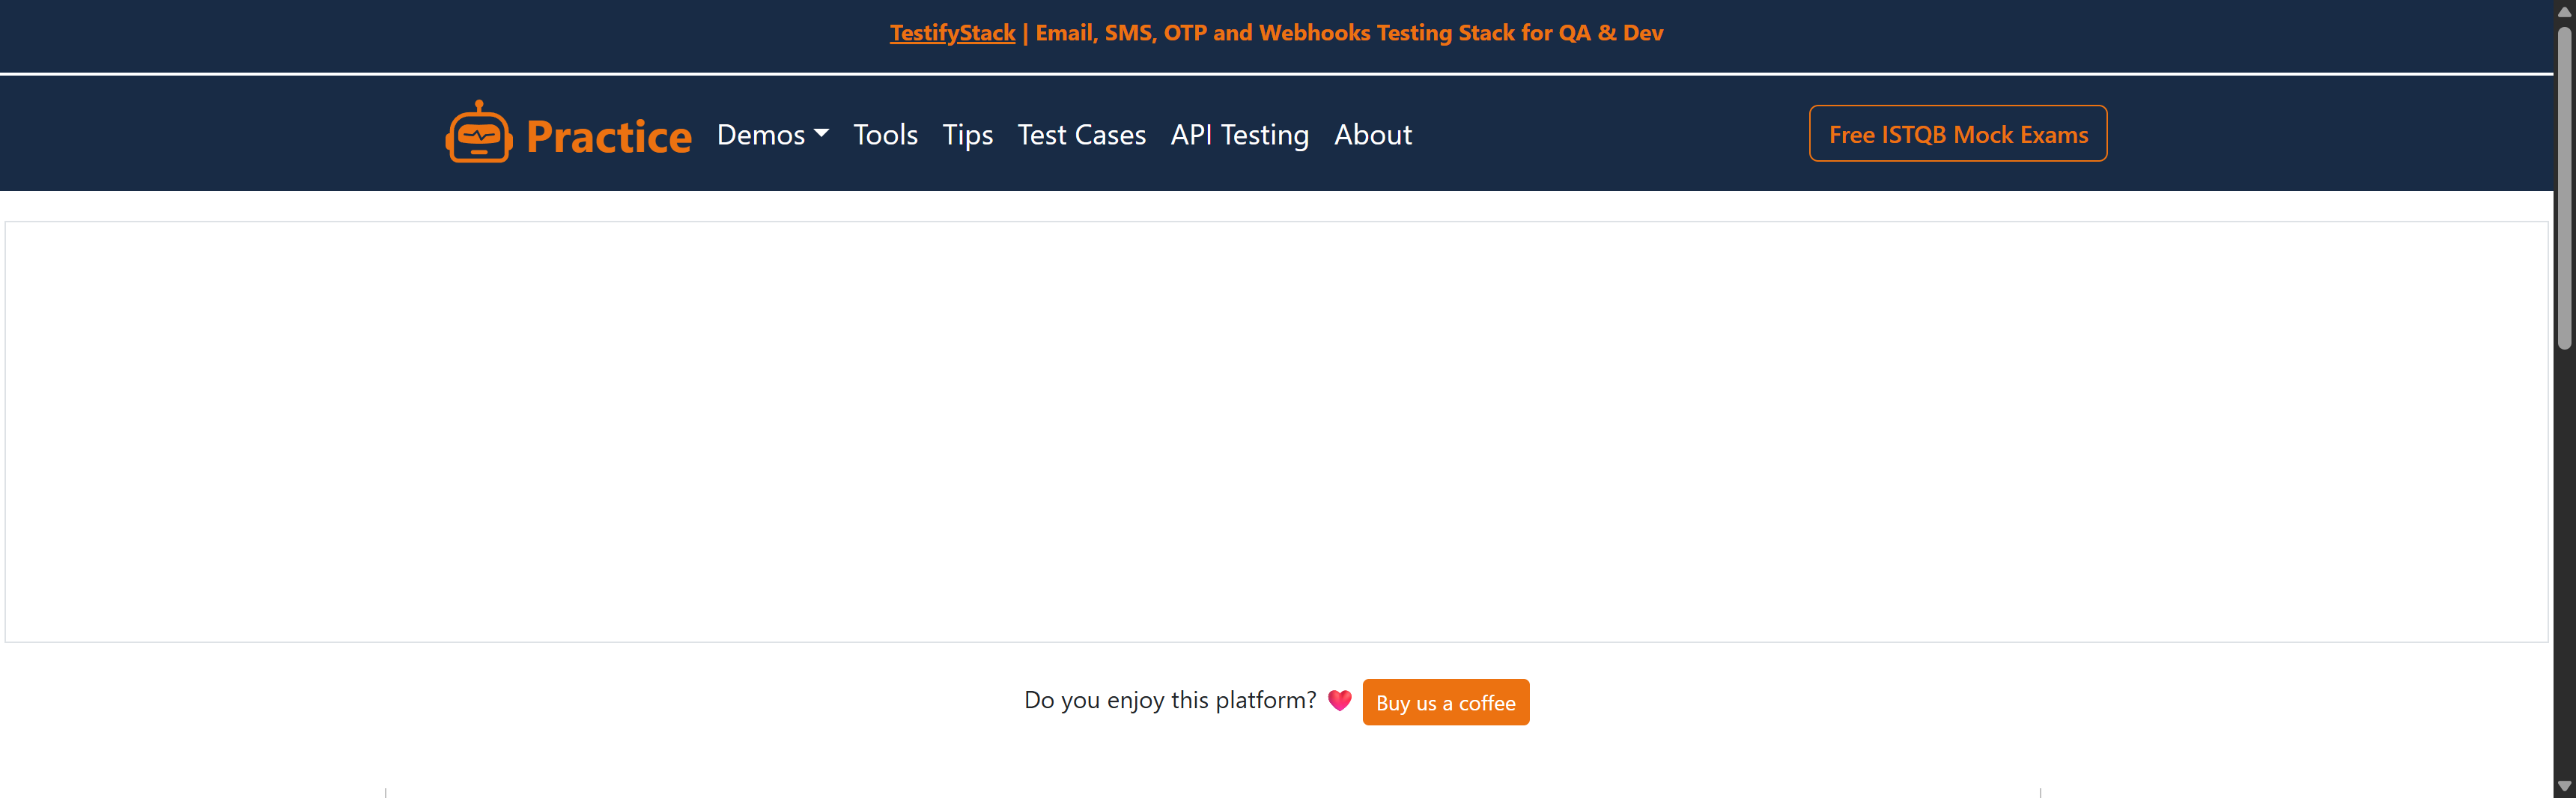 TestifyStack | Email, SMS, OTP and Webhooks Testing Stack for QA & Dev
Practice Demos Tools Tips Test Cases API Testing About Free ISTQB Mock Exams
Do you enjoy this platform? Buy us a coffee